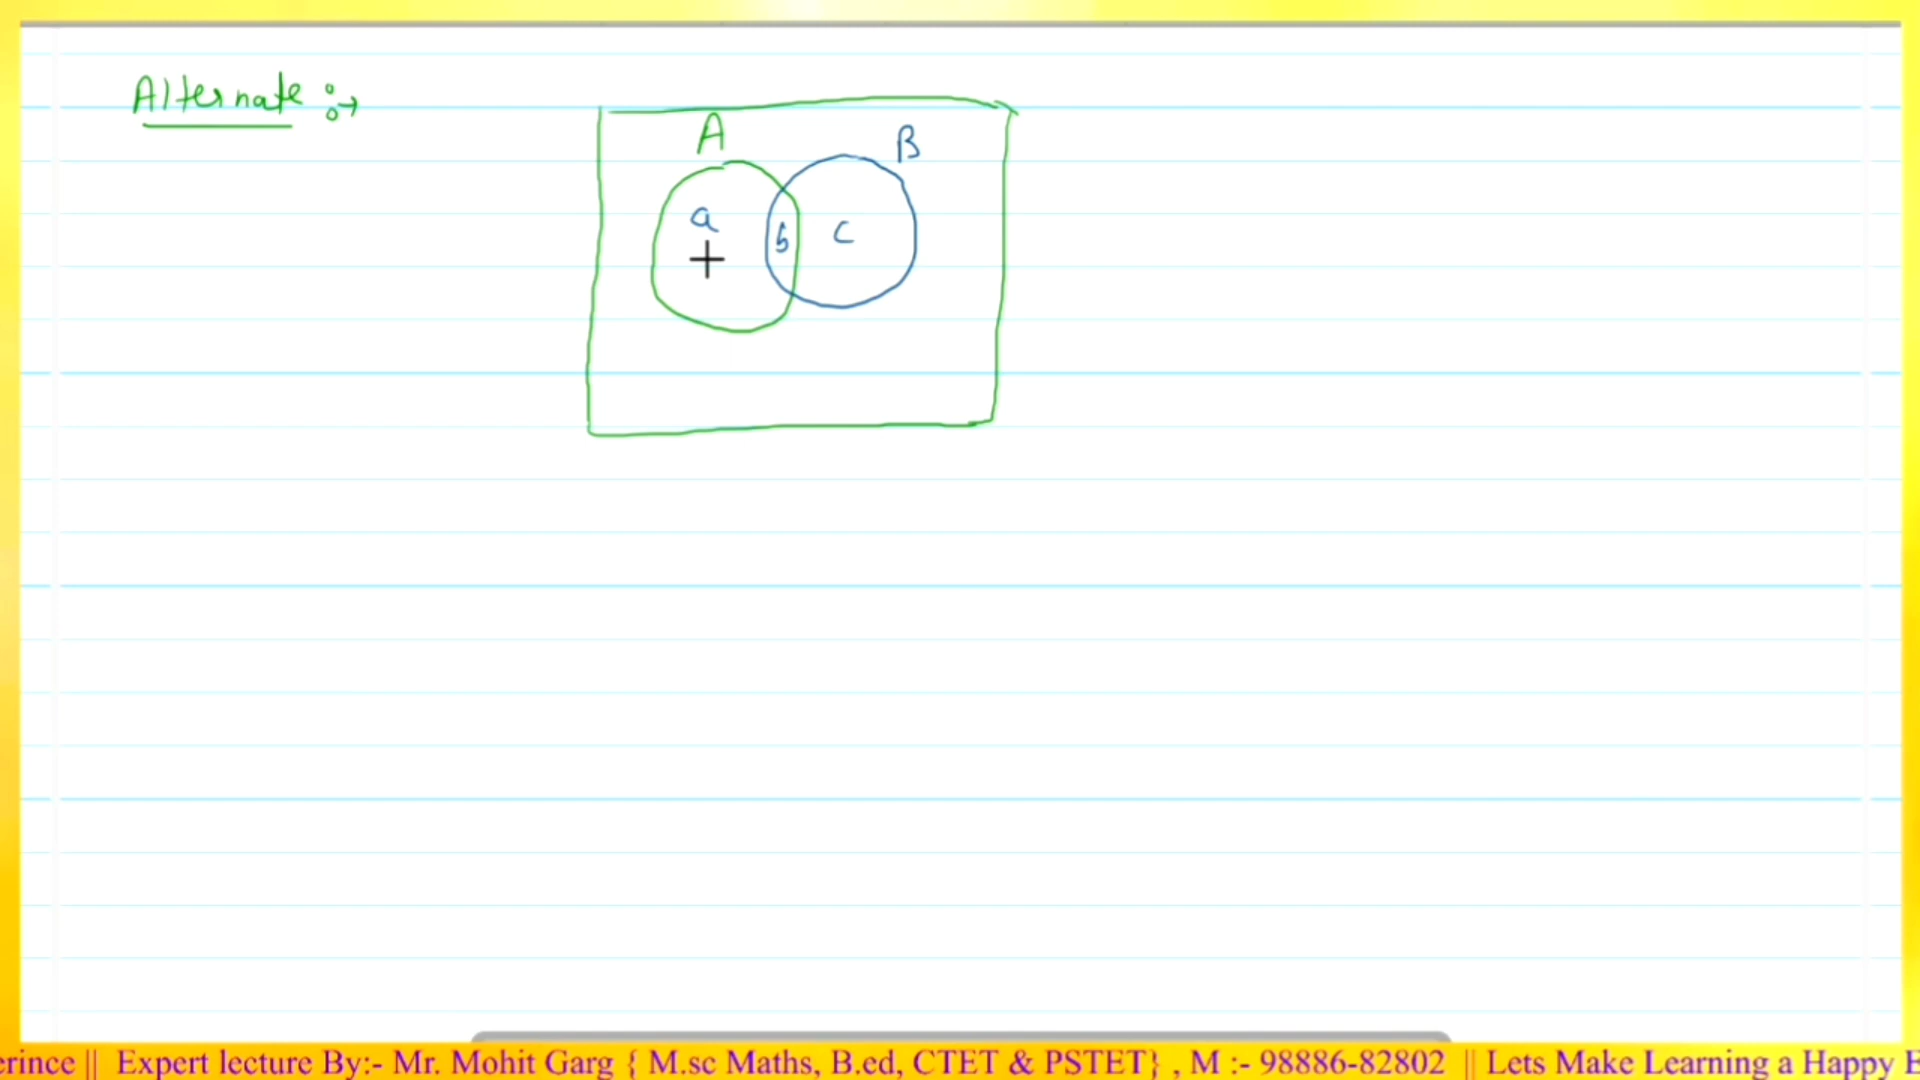 Alternate :→
A
B
a
b
c
erince || Expert lecture By:- Mr. Mohit Garg { M.sc Maths, B.ed, CTET & PSTET} , M :- 98886-82802 || Lets Make Learning a Happy E